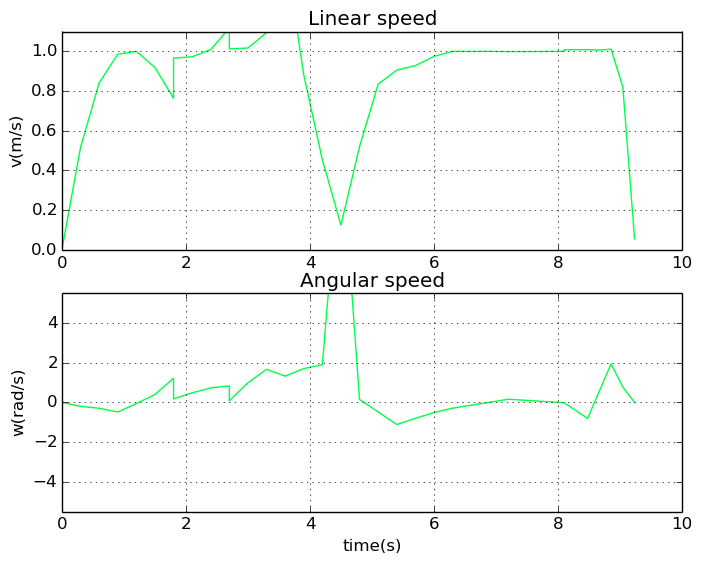 Linear speed
1.0
0.8
0.6
0.4
0.2
0.0
v(m/s)
0 2 4 6 8 10
Angular speed
4
2
0
−2
−4
w(rad/s)
0 2 4 6 8 10
time(s)